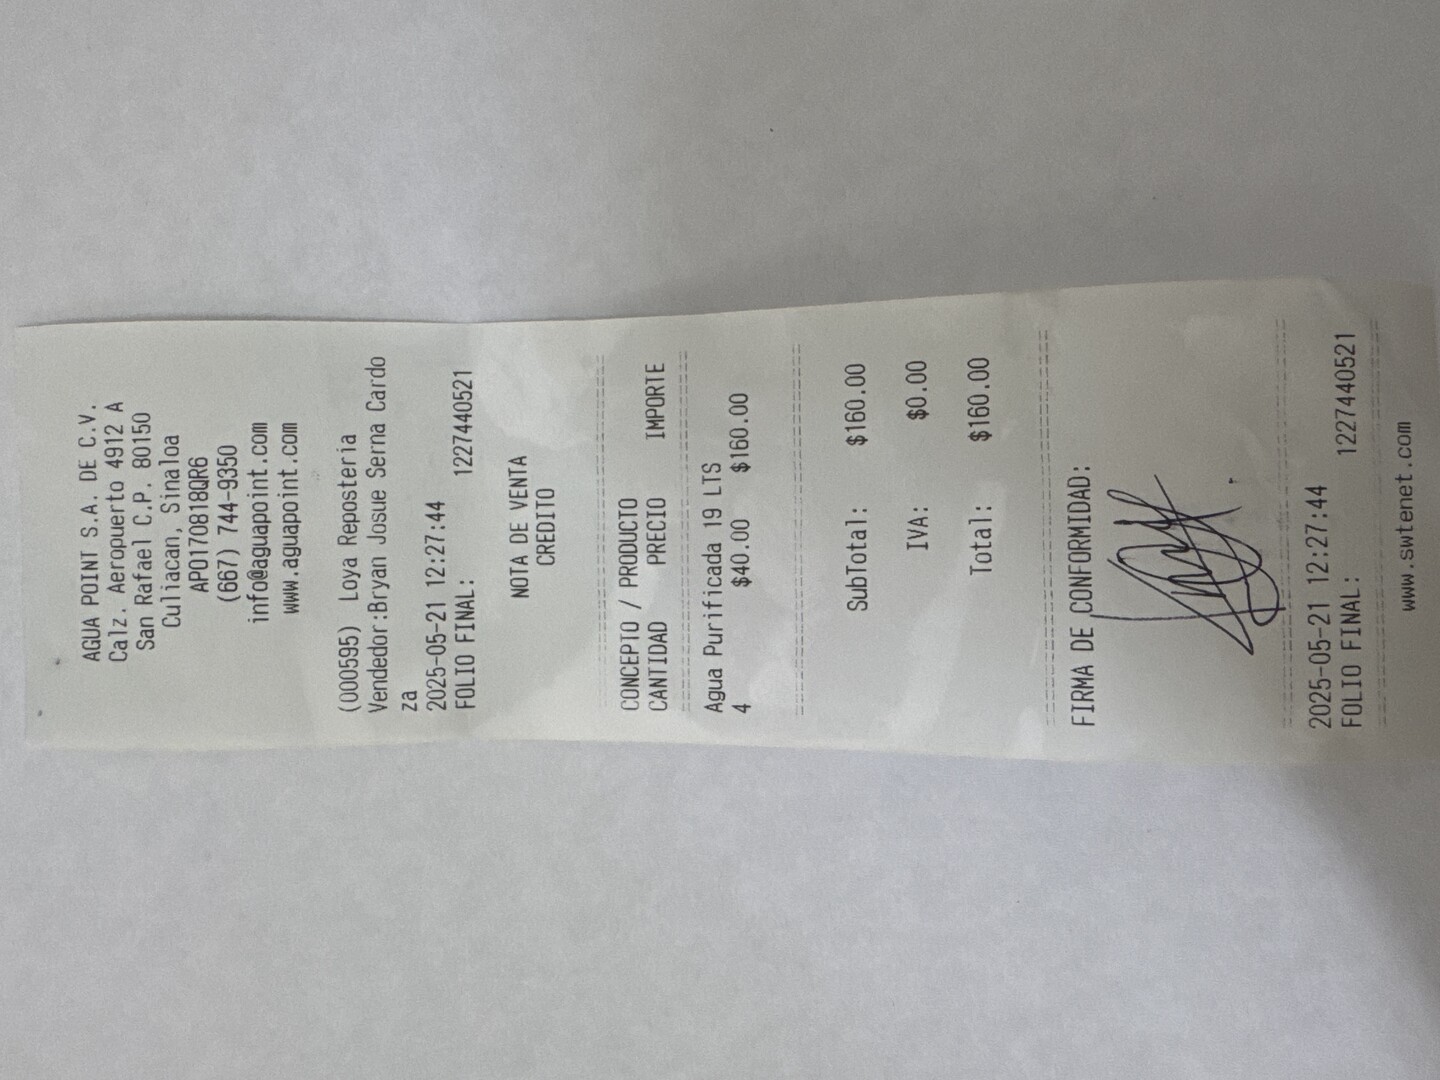 AGUA POINT S.A. DE C.V.
Calz. Aeropuerto 4912 A
San Rafael C.P. 80150
Culiacan, Sinaloa
APO170818QR6
(667) 744-9350
info@aguapoint.com
www.aguapoint.com
(000595) Loya Reposteria
Vendedor:Bryan Josue Serna Cardo
za
2025-05-21 12:27:44
FOLIO FINAL: 1227440521
NOTA DE VENTA
CREDITO
CONCEPTO / PRODUCTO
CANTIDAD PRECIO IMPORTE
Agua Purificada 19 LTS
4 $40.00 $160.00
SubTotal: $160.00
IVA: $0.00
Total: $160.00
FIRMA DE CONFORMIDAD:
2025-05-21 12:27:44
FOLIO FINAL: 1227440521
www.swtenet.com